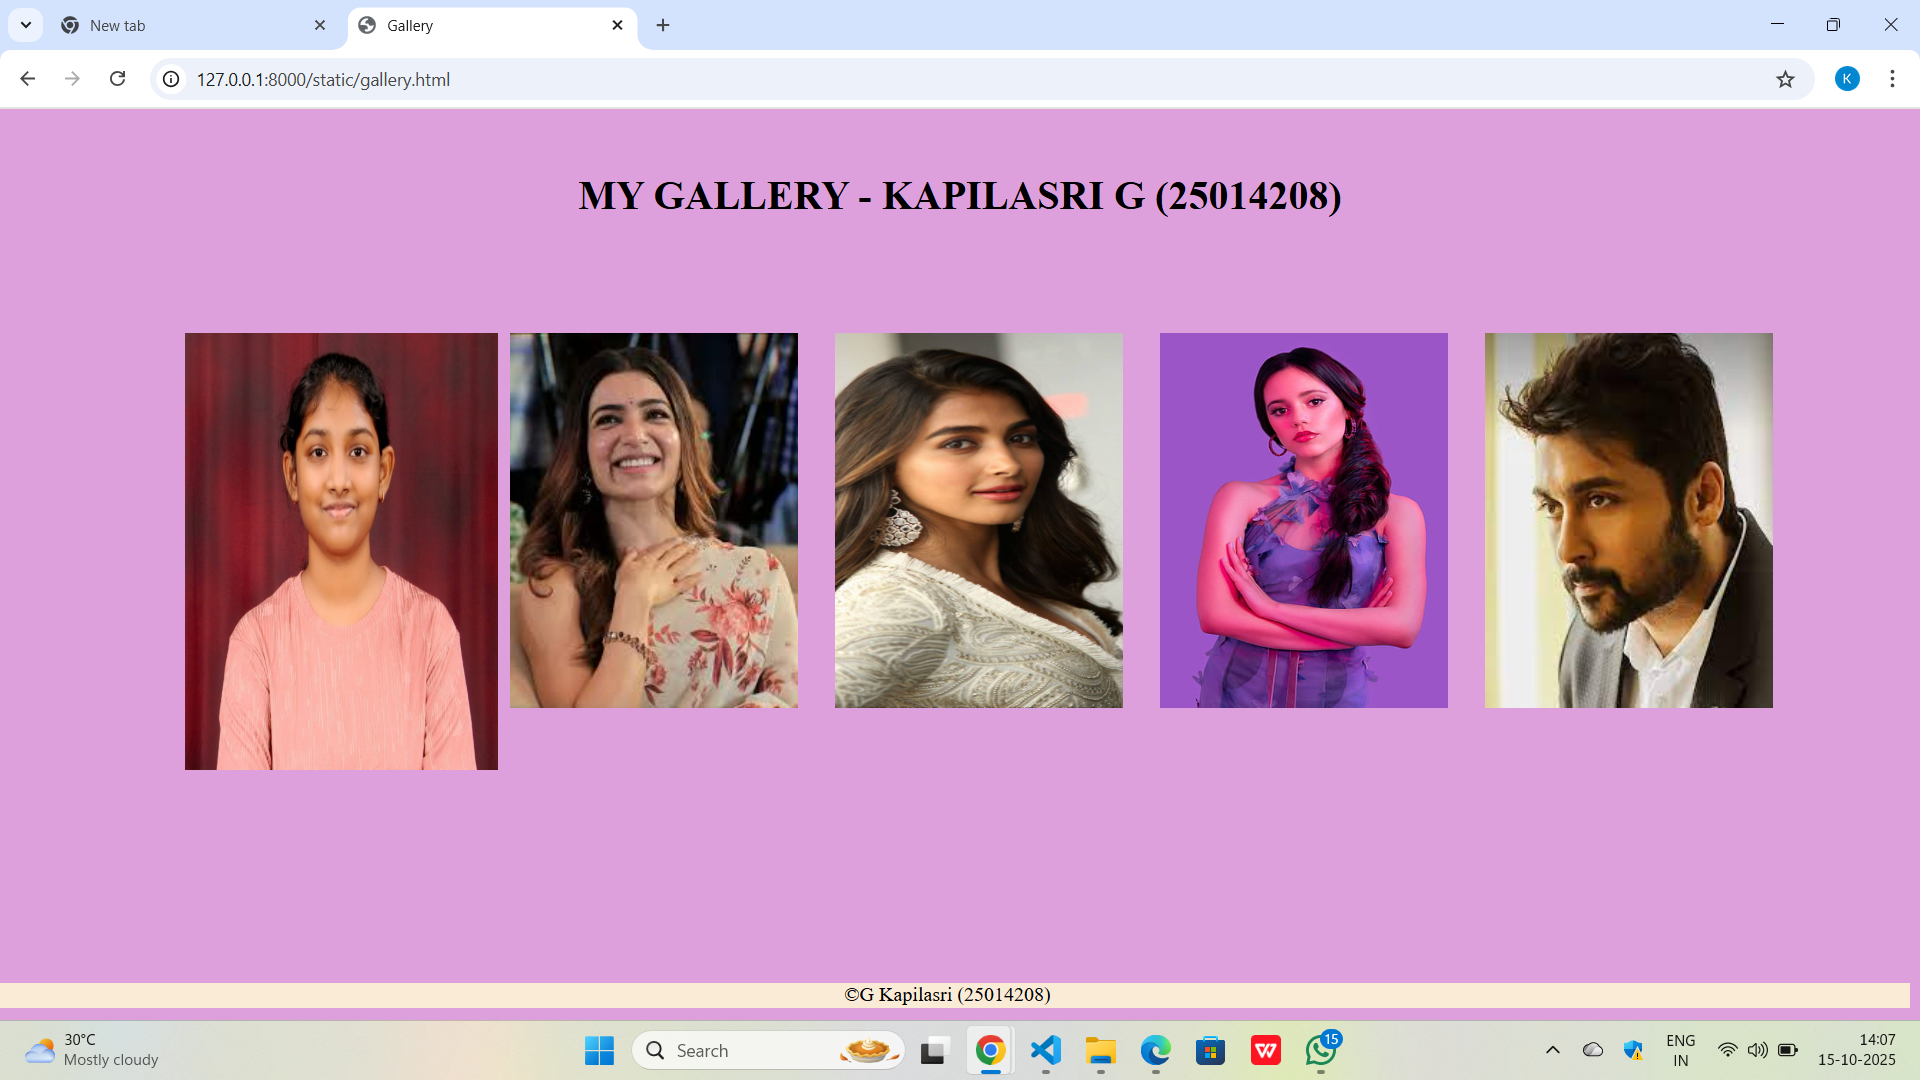 New tab
Gallery
127.0.0.1:8000/static/gallery.html
K
MY GALLERY - KAPILASRI G (25014208)
©G Kapilasri (25014208)
30°C
Mostly cloudy
Search
W
15
ENG
IN
14:07
15-10-2025